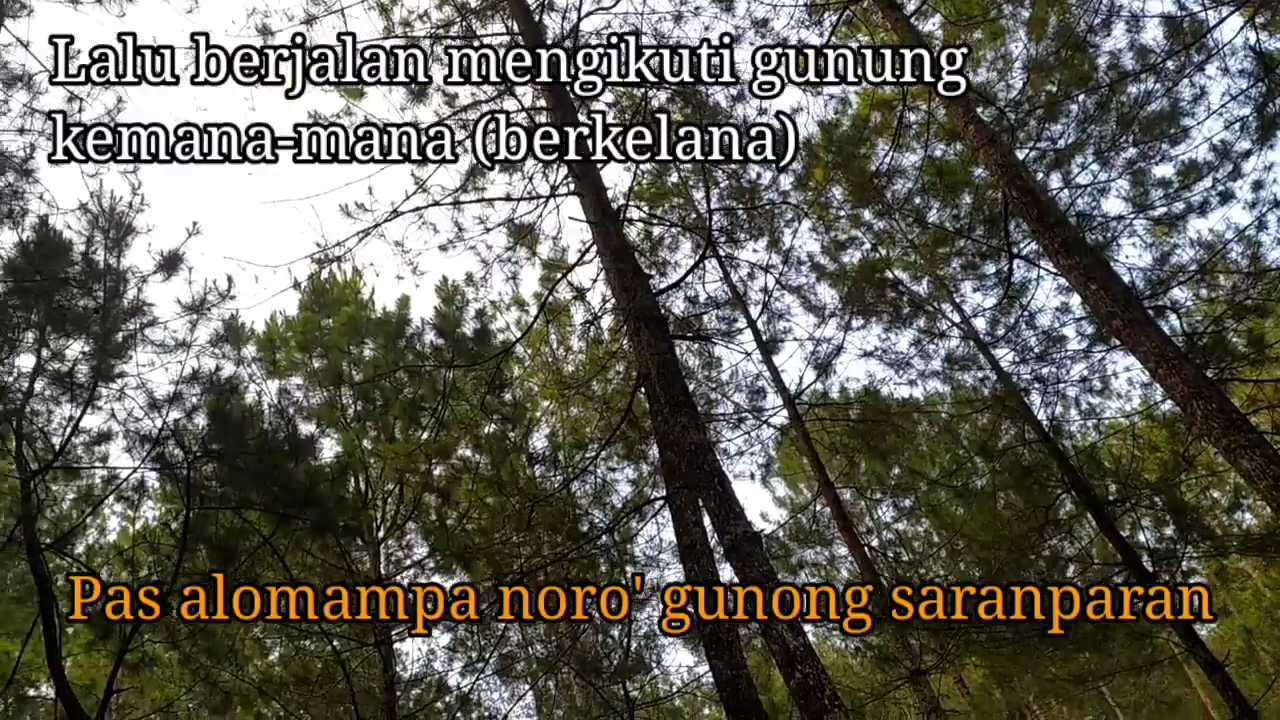 Lalu berjalan mengikuti gunung
kemana-mana (berkelana)
Pas alomampa noro' gunong saranparan